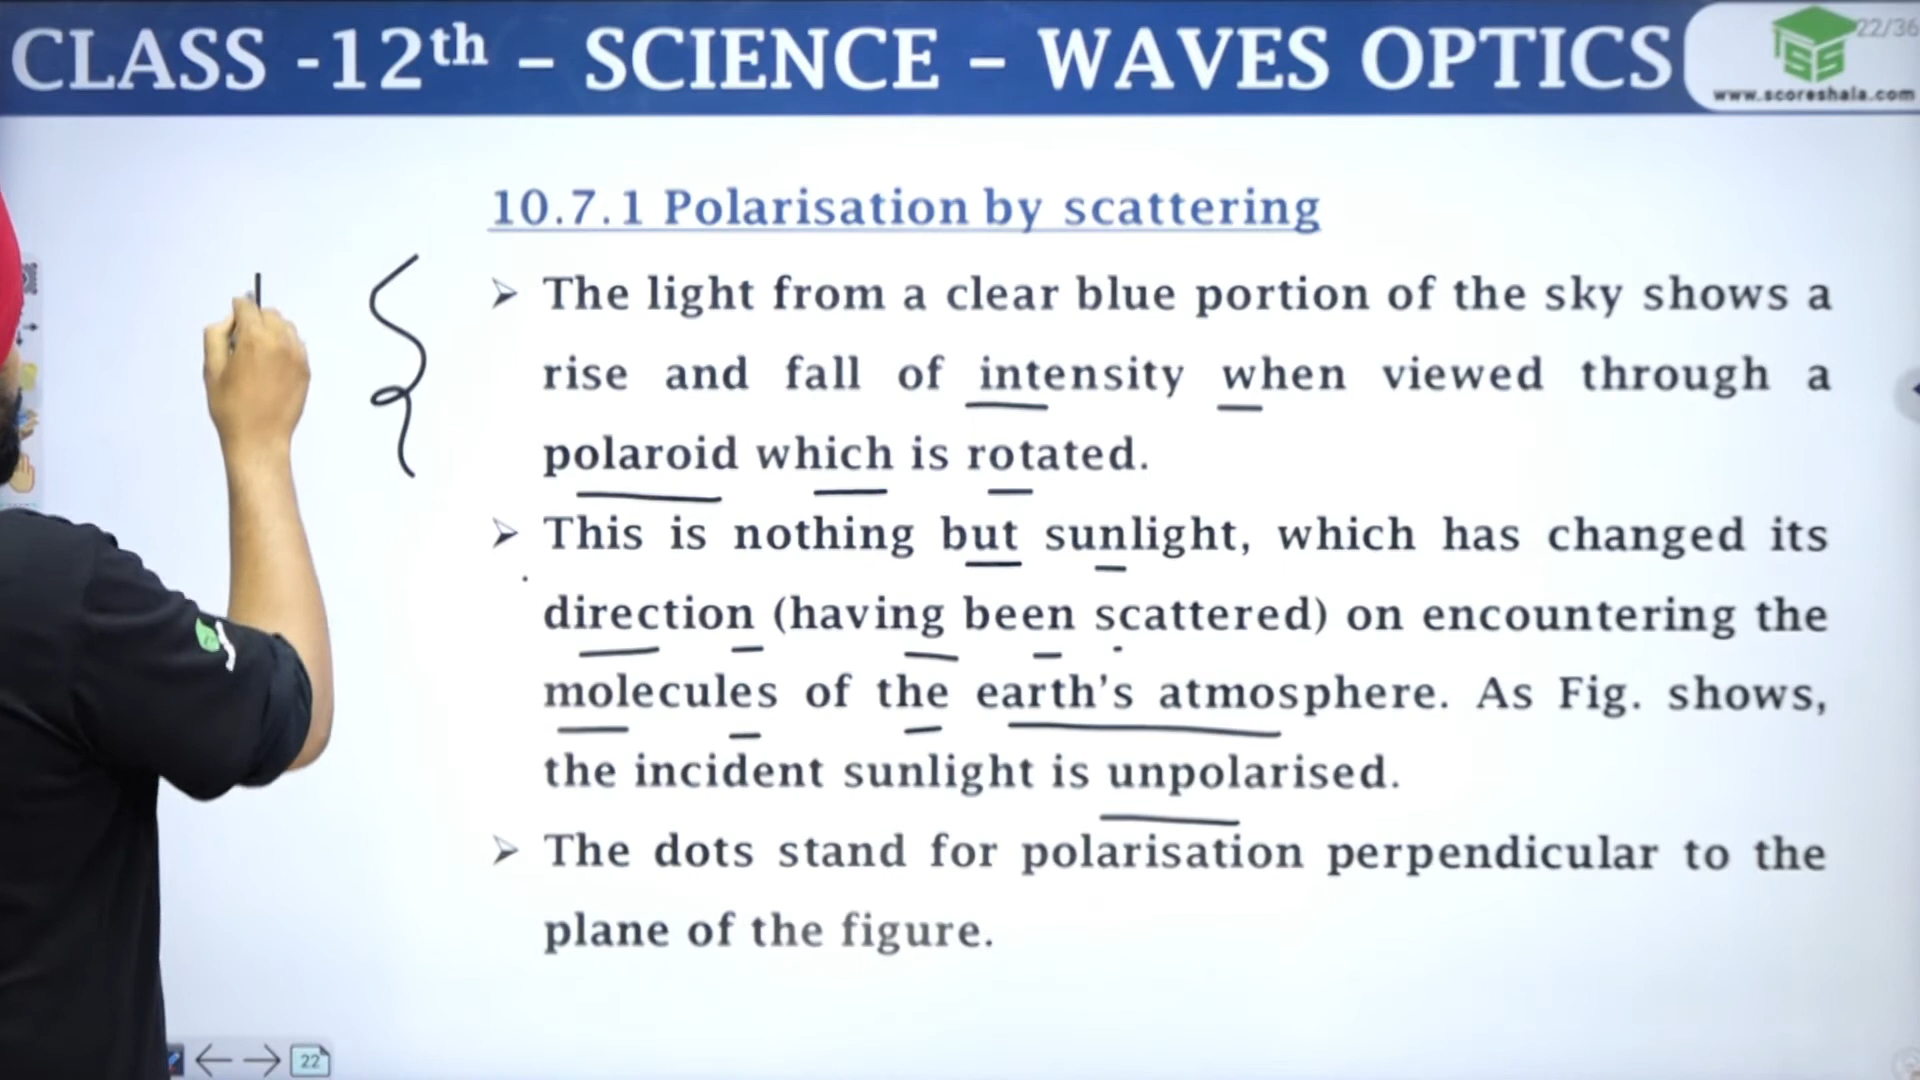 CLASS -12th – SCIENCE – WAVES OPTICS
22/36
www.scoreshala.com
10.7.1 Polarisation by scattering
➢ The light from a clear blue portion of the sky shows a
rise and fall of intensity when viewed through a
polaroid which is rotated.
➢ This is nothing but sunlight, which has changed its
direction (having been scattered) on encountering the
molecules of the earth's atmosphere. As Fig. shows,
the incident sunlight is unpolarised.
➢ The dots stand for polarisation perpendicular to the
plane of the figure.
22